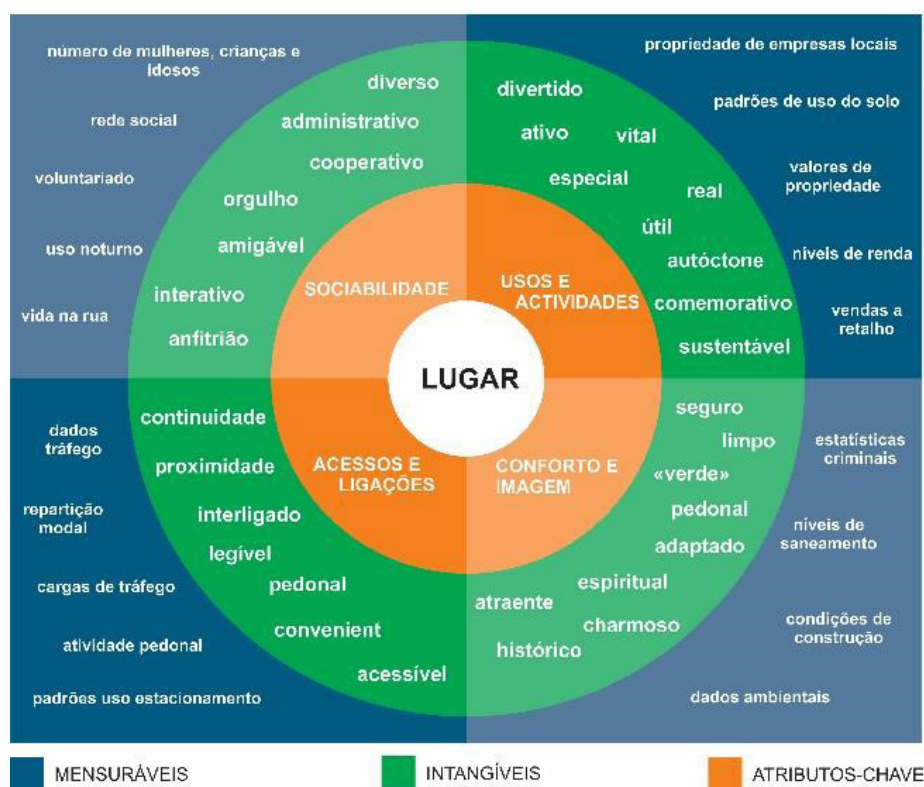 número de mulheres, crianças e
idosos
rede social
voluntariado
uso noturno
vida na rua
diverso
administrativo
cooperativo
orgulho
amigável
interativo
anfitrião
SOCIABILIDADE
propriedade de empresas locais
padrões de uso do solo
valores de
propriedade
níveis de renda
vendas a
retalho
divertido
ativo
vital
especial
real
útil
autóctone
comemorativo
sustentável
USOS E
ACTIVIDADES
LUGAR
dados
tráfego
repartição
modal
cargas de tráfego
atividade pedonal
padrões uso estacionamento
continuidade
proximidade
interligado
legível
pedonal
convenient
acessível
ACESSOS E
LIGAÇÕES
CONFORTO E
IMAGEM
seguro
limpo
«verde»
pedonal
adaptado
espiritual
atraente
charmoso
histórico
estatísticas
criminais
níveis de
saneamento
condições de
construção
dados ambientais
MENSURÁVEIS
INTANGÍVEIS
ATRIBUTOS-CHAVE